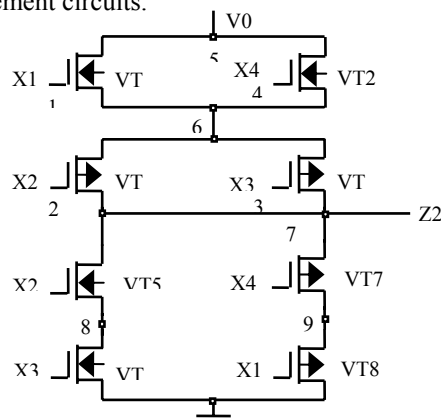 ement circuits.
V0
5
X1 VT X4 VT2
1 4
6
X2 VT X3 VT
2 3
Z2
7
X2 VT5 X4 VT7
8 9
X3 VT X1 VT8